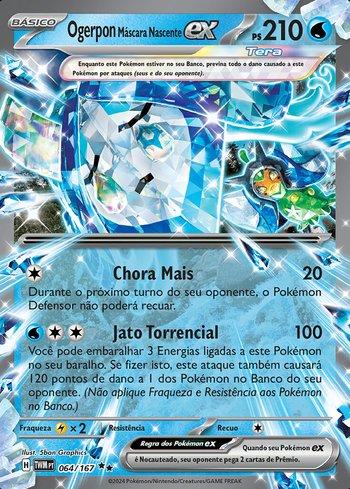 BÁSICO Ogerpon Máscara Nascente ex PS 210
Tera
Enquanto este Pokémon estiver no seu Banco, previna todo o dano causado a este
Pokémon por ataques (seus e do seu oponente).
Chora Mais 20
Durante o próximo turno do seu oponente, o Pokémon
Defensor não poderá recuar.
Jato Torrencial 100
Você pode embaralhar 3 Energias ligadas a este Pokémon
no seu baralho. Se fizer isto, este ataque também causará
120 pontos de dano a 1 dos Pokémon no Banco do seu
oponente. (Não aplique Fraqueza e Resistência aos Pokémon
no Banco.)
Fraqueza ×2 Resistência Recuo
Illust. 5ban Graphics
Regra dos Pokémon ex
Quando seu Pokémon ex
é Nocauteado, seu oponente pega 2 cartas de Prêmio.
H TWM PT 064/167
©2024 Pokémon/Nintendo/Creatures/GAME FREAK